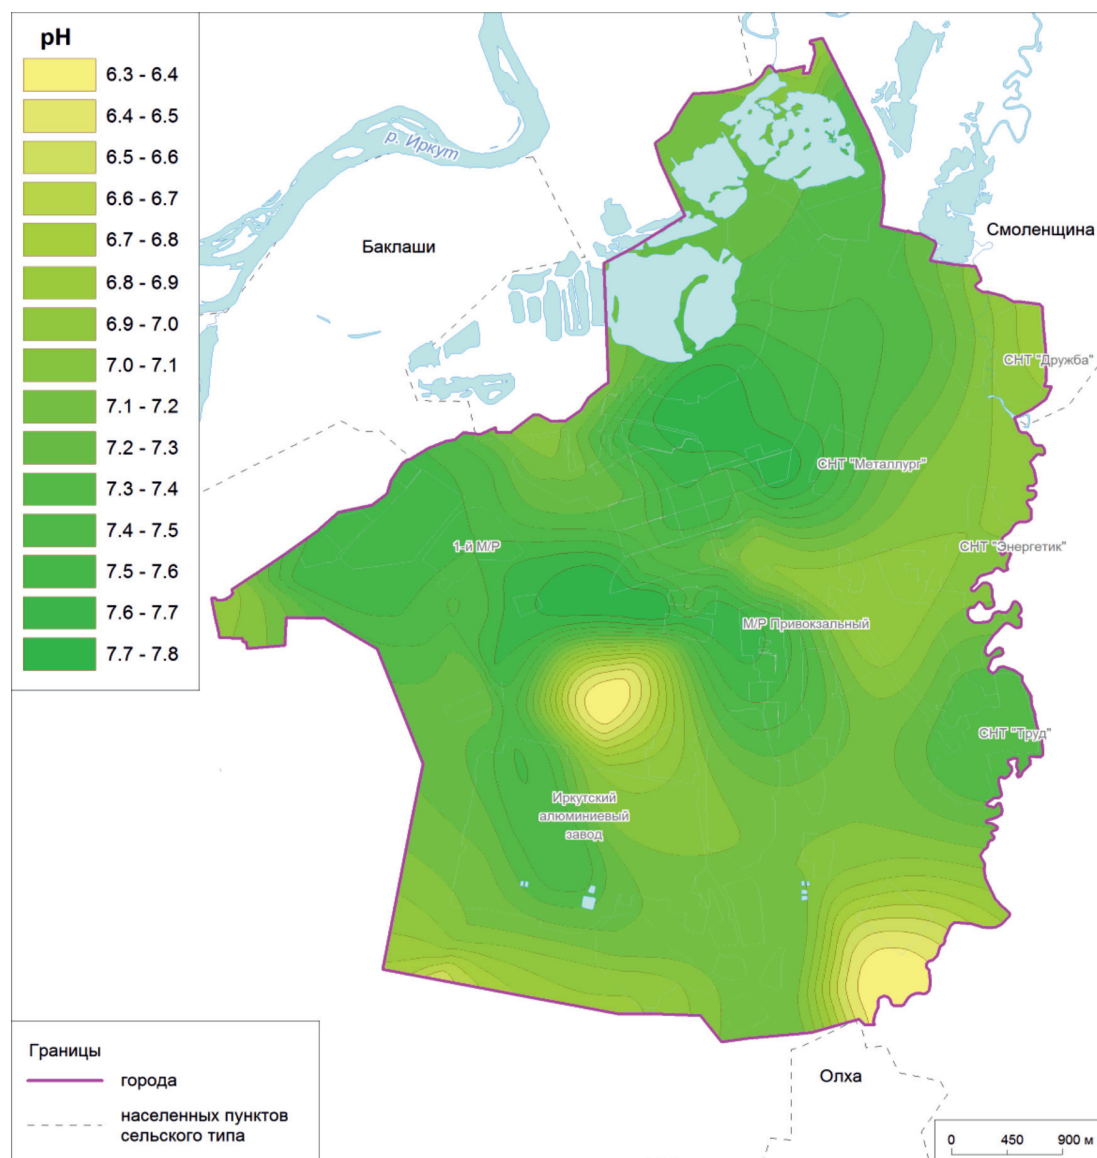 pH
6.3 - 6.4
6.4 - 6.5
6.5 - 6.6
6.6 - 6.7
6.7 - 6.8
6.8 - 6.9
6.9 - 7.0
7.0 - 7.1
7.1 - 7.2
7.2 - 7.3
7.3 - 7.4
7.4 - 7.5
7.5 - 7.6
7.6 - 7.7
7.7 - 7.8
р. Иркут
Баклаши
Смоленщина
СНТ "Дружба"
СНТ "Металлург"
1-й М/Р
СНТ "Энергетик"
М/Р Привокзальный
СНТ "Труд"
Иркутский
алюминиевый
завод
Олха
Границы
города
населенных пунктов
сельского типа
0 450 900 м